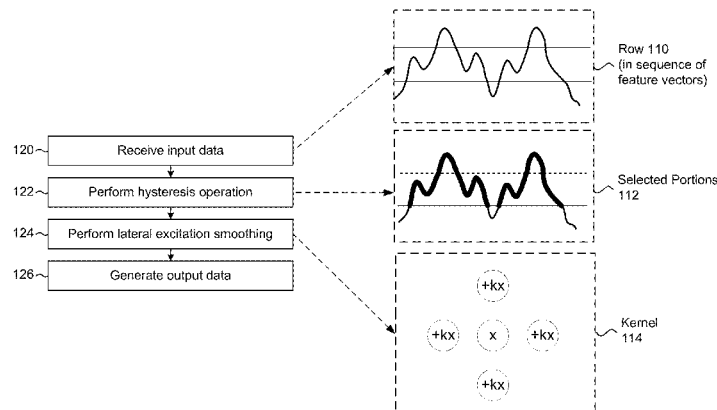 Row 110
(in sequence of
feature vectors)
120
Receive input data
122
Perform hysteresis operation
Selected Portions
112
124
Perform lateral excitation smoothing
126
Generate output data
+kx
+kx
x
+kx
+kx
Kernel
114